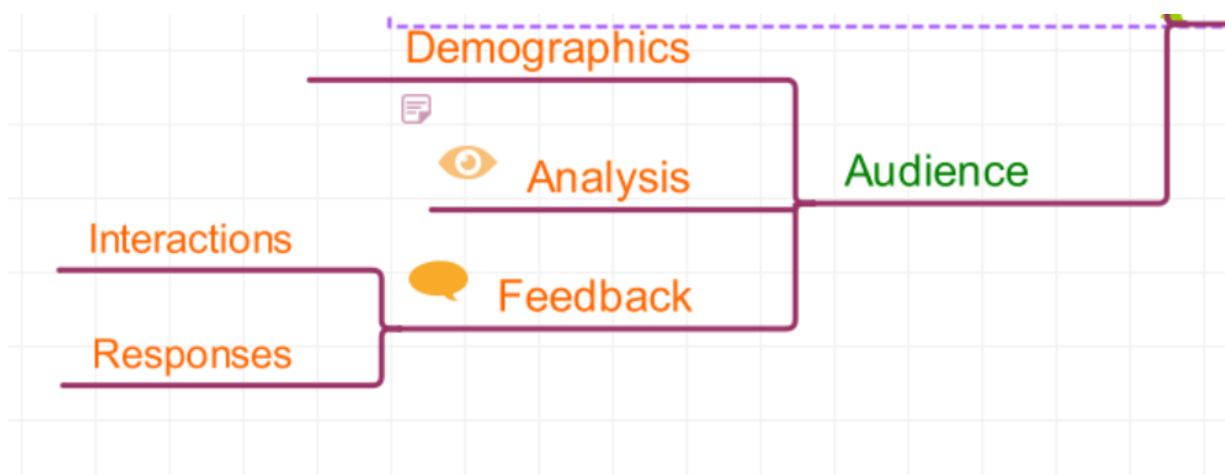 Demographics
Analysis
Audience
Interactions
Feedback
Responses